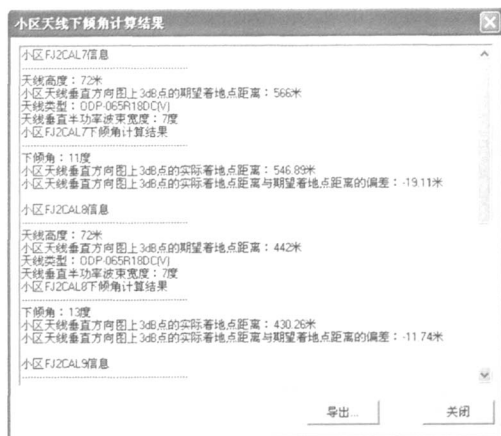 小区天线下倾角计算结果
小区FJ2CAL7信息
天线高度：72米
小区天线垂直方向图上3dB点的期望着地点距离：566米
天线类型：ODP-065R18DC(V)
天线垂直半功率波束宽度：7度
小区FJ2CAL7下倾角计算结果
下倾角：11度
小区天线垂直方向图上3dB点的实际着地点距离：546.89米
小区天线垂直方向图上3dB点的实际着地点距离与期望着地点距离的偏差：-19.11米
小区FJ2CAL8信息
天线高度：72米
小区天线垂直方向图上3dB点的期望着地点距离：442米
天线类型：ODP-065R18DC(V)
天线垂直半功率波束宽度：7度
小区FJ2CAL8下倾角计算结果
下倾角：13度
小区天线垂直方向图上3dB点的实际着地点距离：430.26米
小区天线垂直方向图上3dB点的实际着地点距离与期望着地点距离的偏差：-11.74米
小区FJ2CAL9信息
导出... 关闭